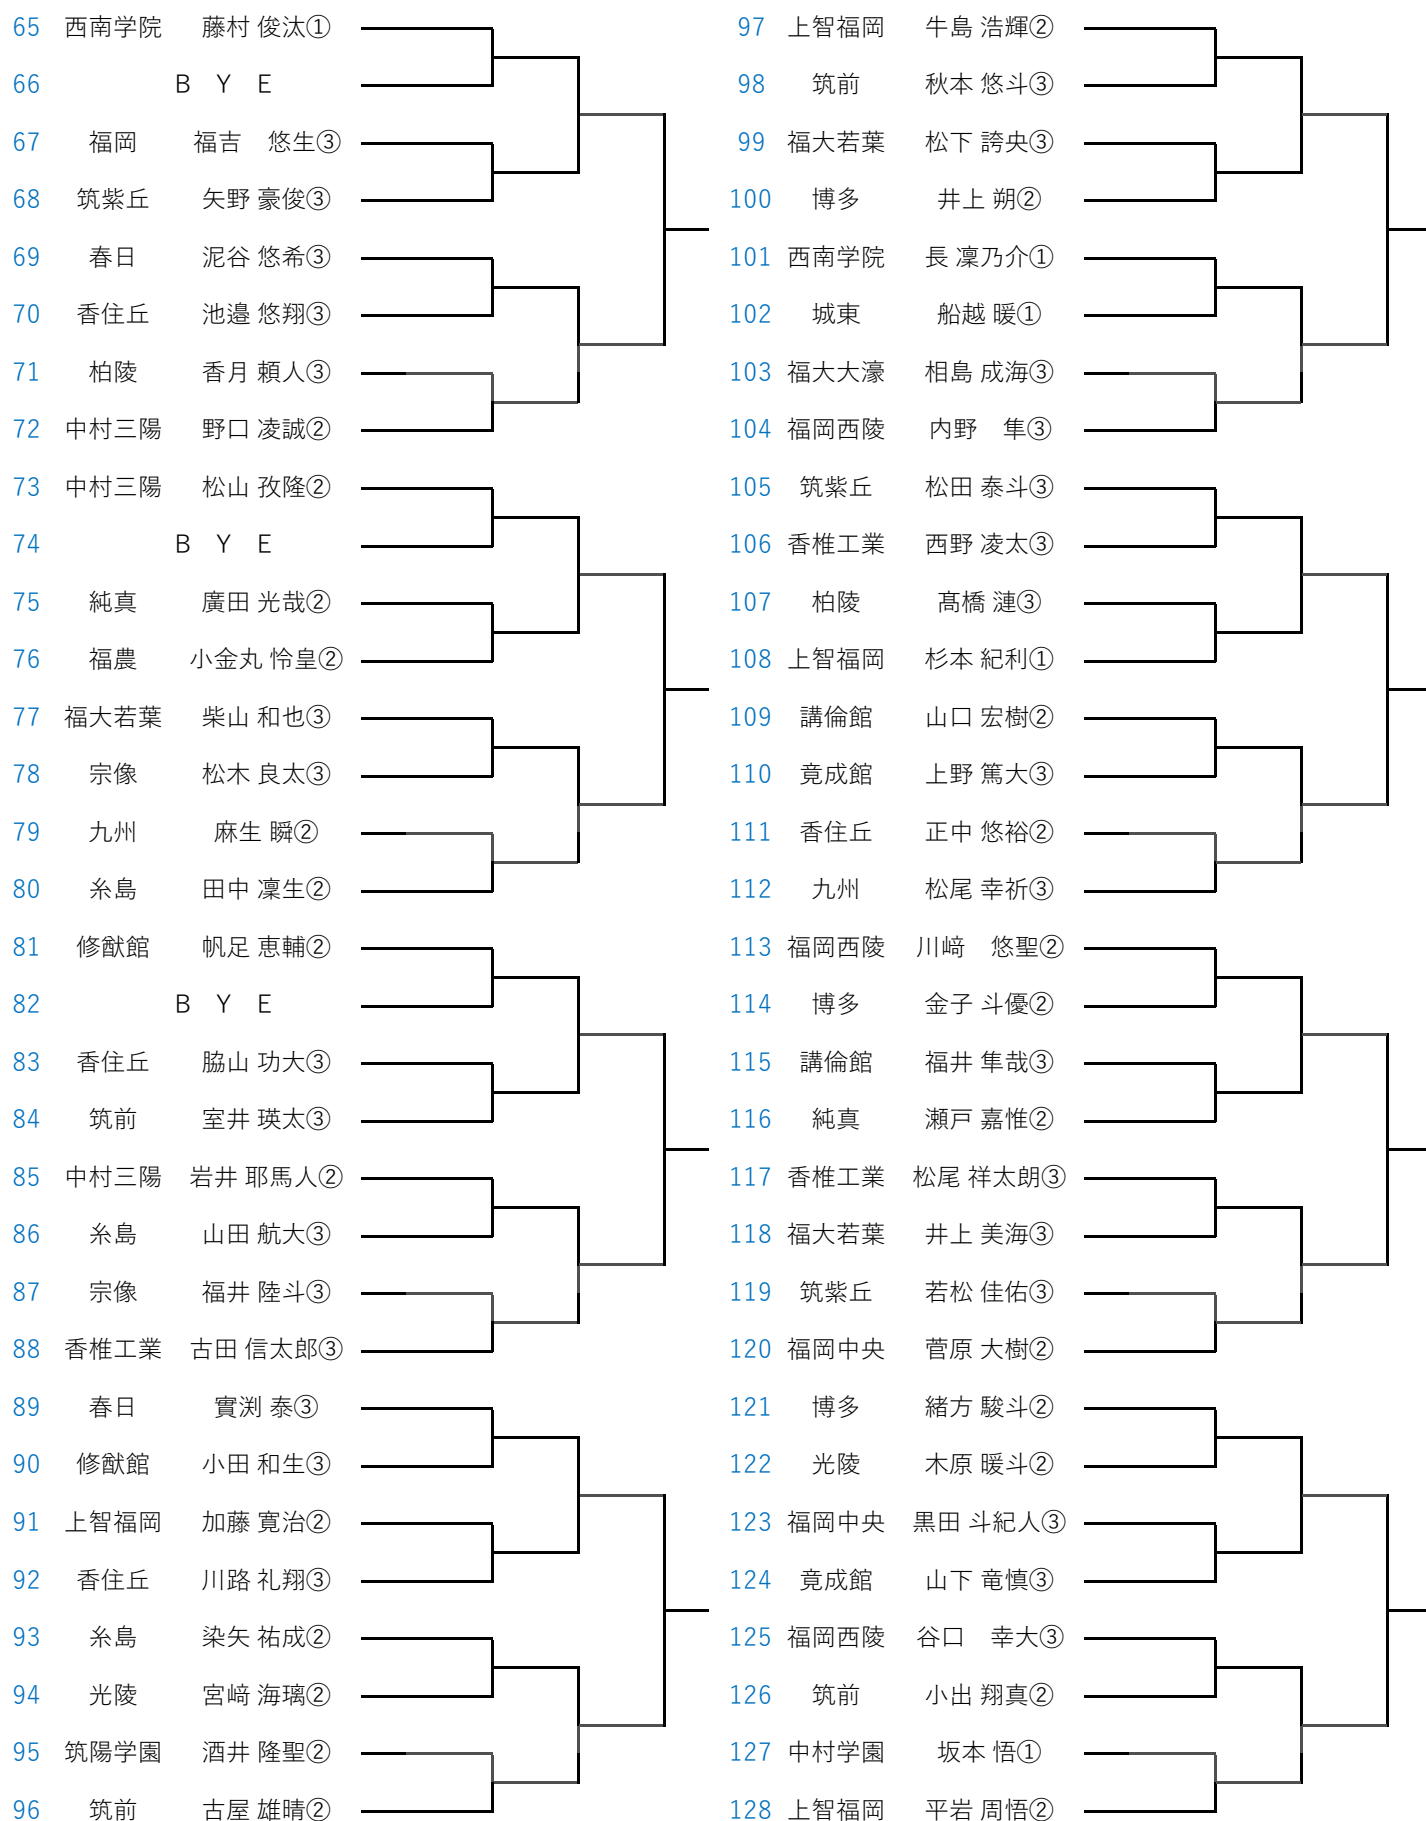 65 西南学院 藤村 俊汰①
66 B Y E
67 福岡 福吉　悠生③
68 筑紫丘 矢野 豪俊③
69 春日 泥谷 悠希③
70 香住丘 池邉 悠翔③
71 柏陵 香月 頼人③
72 中村三陽 野口 凌誠②
73 中村三陽 松山 孜隆②
74 B Y E
75 純真 廣田 光哉②
76 福農 小金丸 怜皇②
77 福大若葉 柴山 和也③
78 宗像 松木 良太③
79 九州 麻生 瞬②
80 糸島 田中 凜生②
81 修猷館 帆足 恵輔②
82 B Y E
83 香住丘 脇山 功大③
84 筑前 室井 瑛太③
85 中村三陽 岩井 耶馬人②
86 糸島 山田 航大③
87 宗像 福井 陸斗③
88 香椎工業 古田 信太郎③
89 春日 實渕 泰③
90 修猷館 小田 和生③
91 上智福岡 加藤 寛治②
92 香住丘 川路 礼翔③
93 糸島 染矢 祐成②
94 光陵 宮﨑 海璃②
95 筑陽学園 酒井 隆聖②
96 筑前 古屋 雄晴②
97 上智福岡 牛島 浩輝②
98 筑前 秋本 悠斗③
99 福大若葉 松下 誇央③
100 博多 井上 朔②
101 西南学院 長 凜乃介①
102 城東 船越 暖①
103 福大大濠 相島 成海③
104 福岡西陵 内野　隼③
105 筑紫丘 松田 泰斗③
106 香椎工業 西野 凌太③
107 柏陵 髙橋 漣③
108 上智福岡 杉本 紀利①
109 講倫館 山口 宏樹②
110 竟成館 上野 篤大③
111 香住丘 正中 悠裕②
112 九州 松尾 幸祈③
113 福岡西陵 川﨑　悠聖②
114 博多 金子 斗優②
115 講倫館 福井 隼哉③
116 純真 瀬戸 嘉惟②
117 香椎工業 松尾 祥太朗③
118 福大若葉 井上 美海③
119 筑紫丘 若松 佳佑③
120 福岡中央 菅原 大樹②
121 博多 緒方 駿斗②
122 光陵 木原 暖斗②
123 福岡中央 黒田 斗紀人③
124 竟成館 山下 竜慎③
125 福岡西陵 谷口　幸大③
126 筑前 小出 翔真②
127 中村学園 坂本 悟①
128 上智福岡 平岩 周悟②